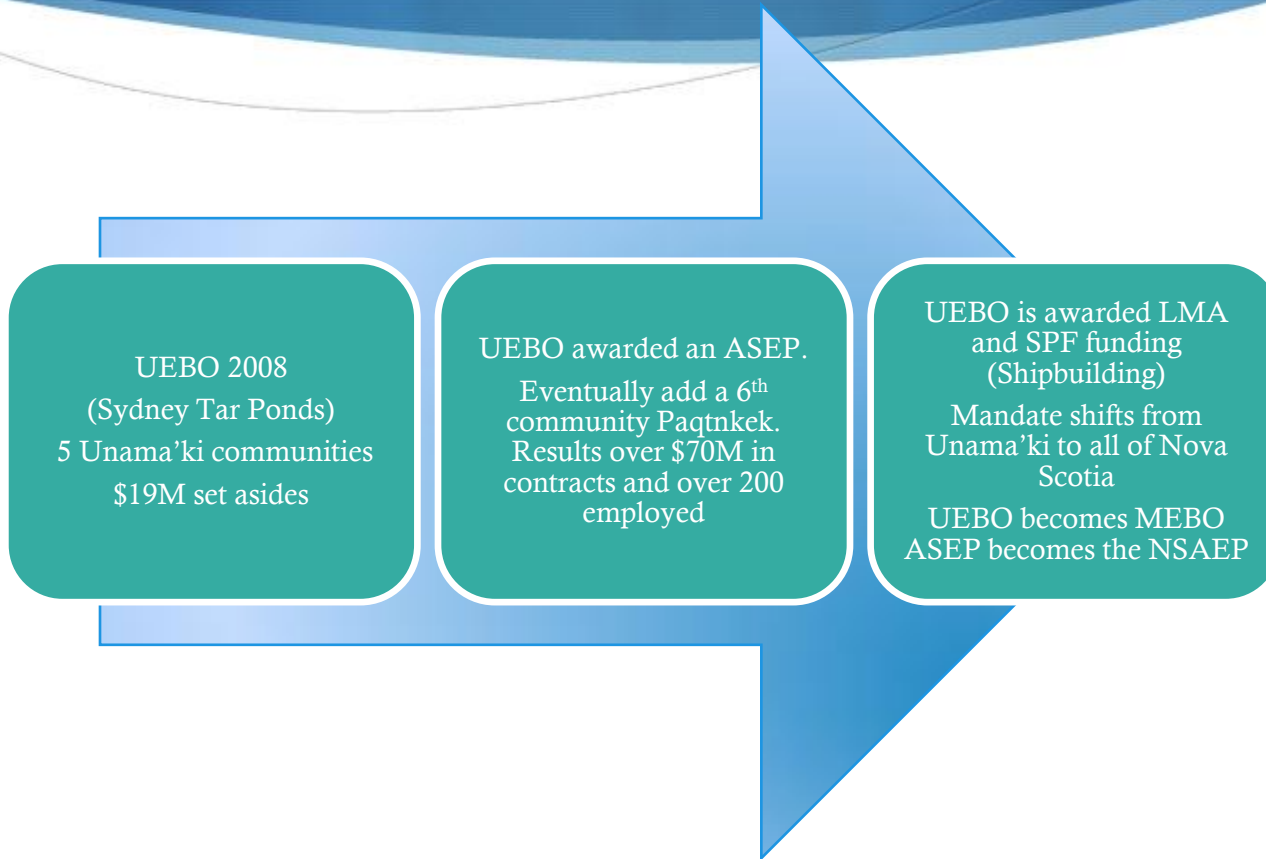 UEBO 2008
(Sydney Tar Ponds)
5 Unama’ki communities
$19M set asides
UEBO awarded an ASEP.
Eventually add a 6th
community Paqtnkek.
Results over $70M in
contracts and over 200
employed
UEBO is awarded LMA
and SPF funding
(Shipbuilding)
Mandate shifts from
Unama’ki to all of Nova
Scotia
UEBO becomes MEBO
ASEP becomes the NSAEP